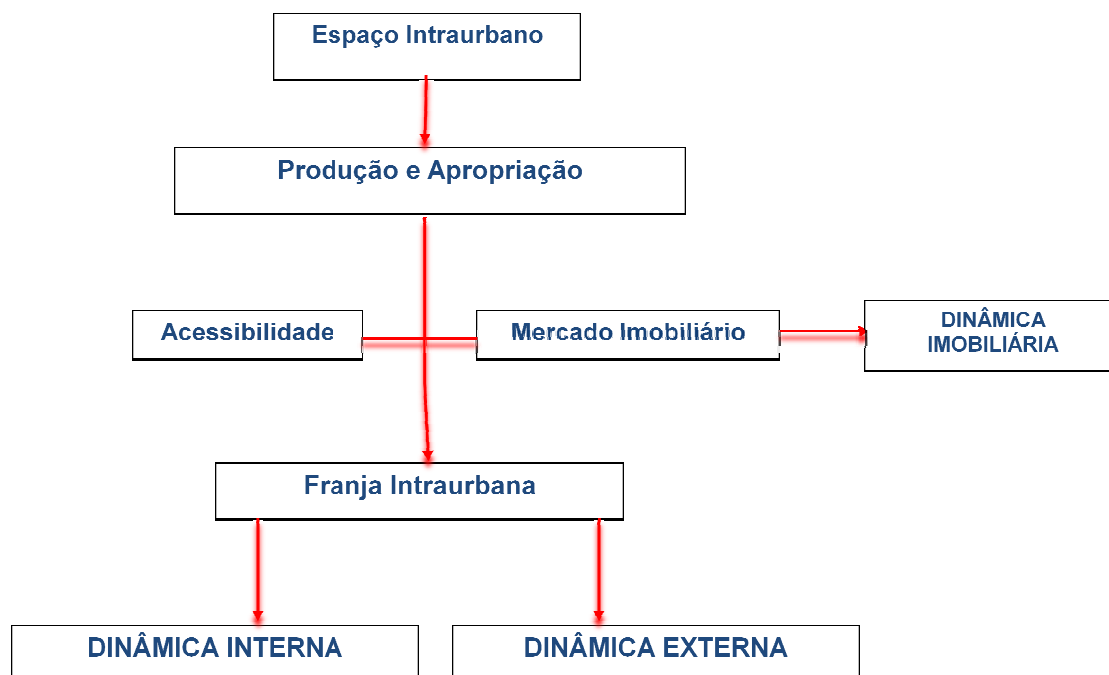 Espaço Intraurbano
Produção e Apropriação
Acessibilidade
Mercado Imobiliário
DINÂMICA
IMOBILIÁRIA
Franja Intraurbana
DINÂMICA INTERNA
DINÂMICA EXTERNA